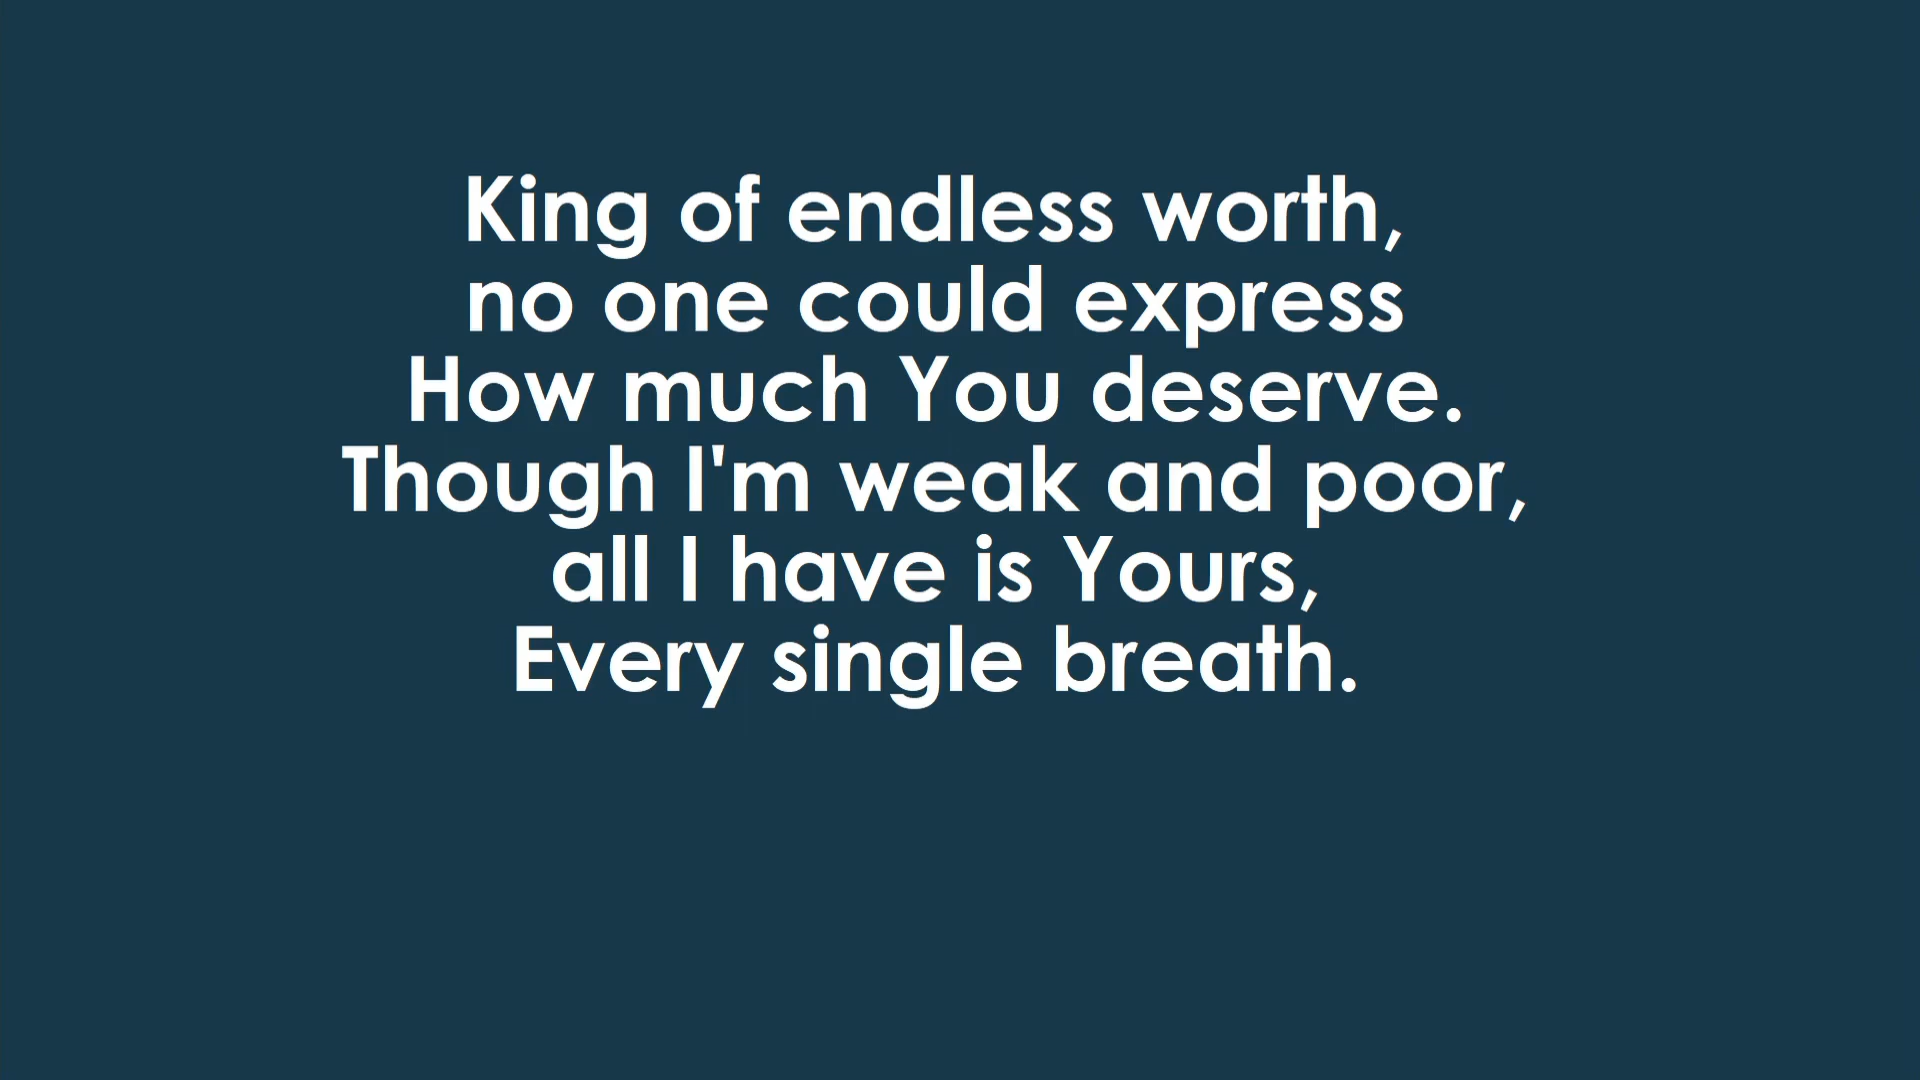 King of endless worth,
no one could express
How much You deserve.
Though I'm weak and poor,
all I have is Yours,
Every single breath.